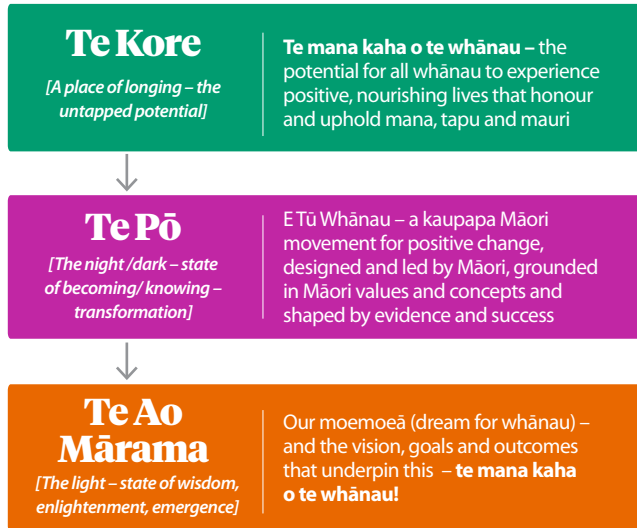 Te Kore
[A place of longing – the
untapped potential]
Te mana kaha o te whānau – the
potential for all whānau to experience
positive, nourishing lives that honour
and uphold mana, tapu and mauri
Te Pō
[The night /dark – state
of becoming/ knowing –
transformation]
E Tū Whānau – a kaupapa Māori
movement for positive change,
designed and led by Māori, grounded
in Māori values and concepts and
shaped by evidence and success
Te Ao
Mārama
[The light – state of wisdom,
enlightenment, emergence]
Our moemoeā (dream for whānau) –
and the vision, goals and outcomes
that underpin this – te mana kaha
o te whānau!